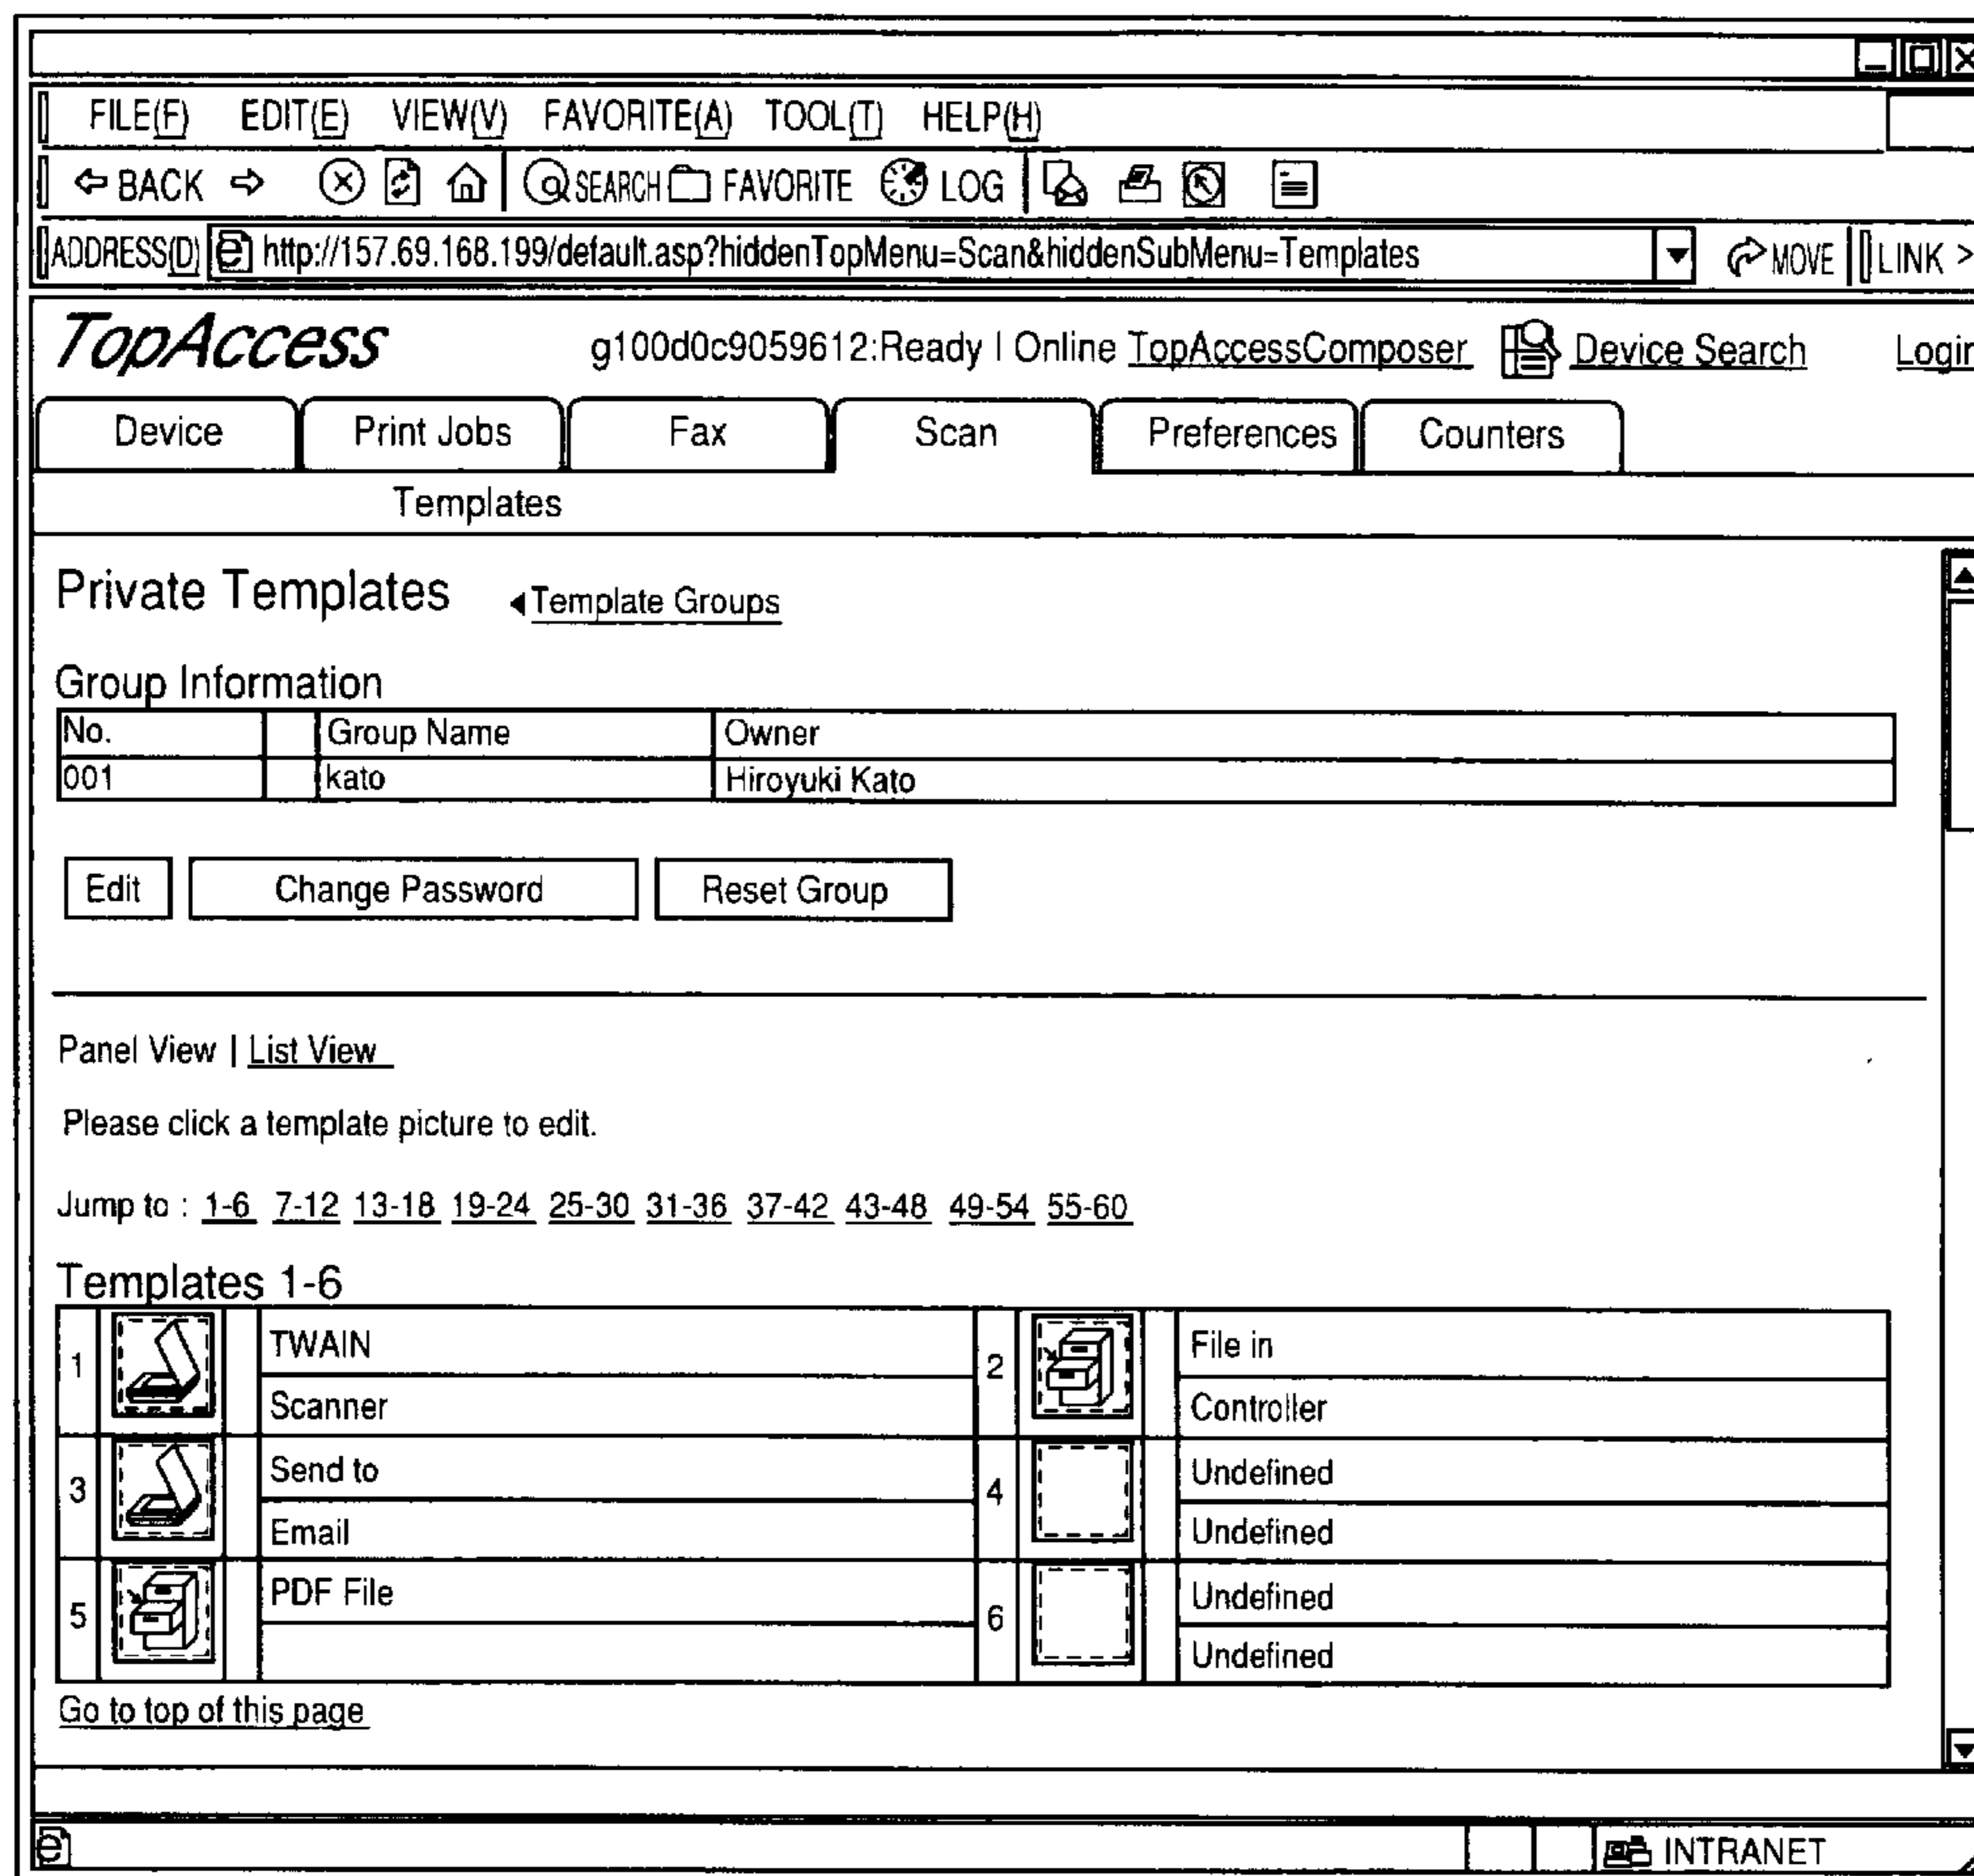 FILE(F) EDIT(E) VIEW(V) FAVORITE(A) TOOL(T) HELP(H)
BACK SEARCH FAVORITE LOG
ADDRESS(D) http://157.69.168.199/default.asp?hiddenTopMenu=Scan&hiddenSubMenu=Templates MOVE LINK >
TopAccess g100d0c9059612:Ready | Online TopAccessComposer Device Search Login
Device Print Jobs Fax Scan Preferences Counters
Templates
Private Templates ◀Template Groups
Group Information
No. Group Name Owner
001 kato Hiroyuki Kato
Edit Change Password Reset Group
Panel View | List View
Please click a template picture to edit.
Jump to : 1-6 7-12 13-18 19-24 25-30 31-36 37-42 43-48 49-54 55-60
Templates 1-6
1 TWAIN
Scanner
2 File in
Controller
3 Send to
Email
4 Undefined
Undefined
5 PDF File
6 Undefined
Undefined
Go to top of this page
INTRANET